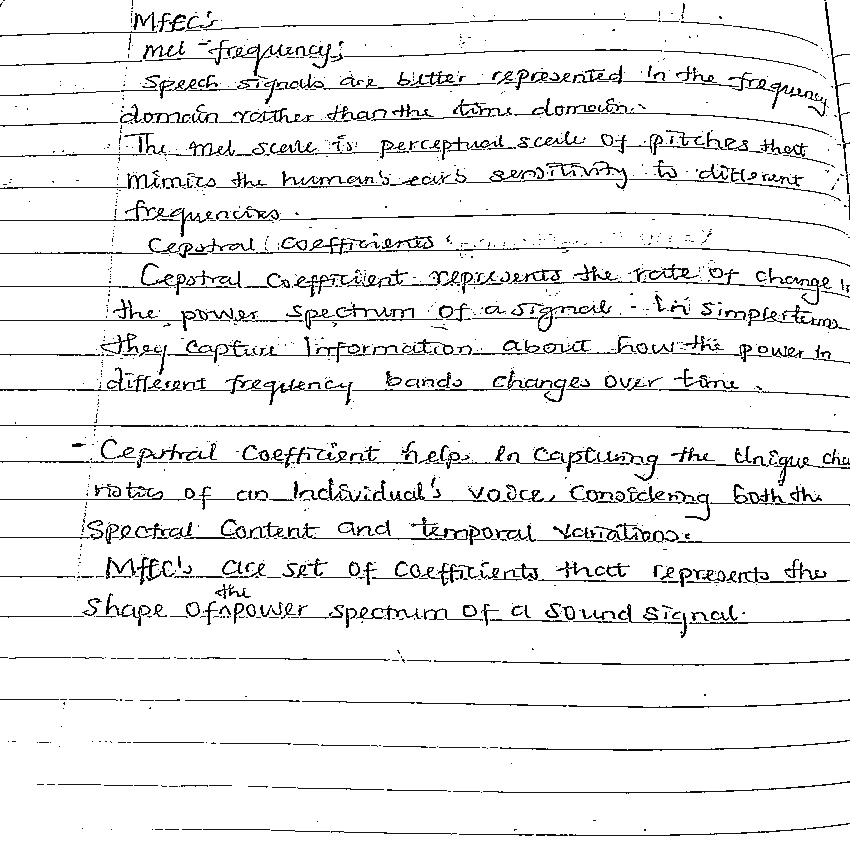 MFCC's
mel-frequency:
Speech signals are better represented in the frequency
domain rather than the time domain.
The mel scale is perceptual scale of pitches that
mimics the human's ear's sensitivity to different
frequencies.
Cepstral Coefficients
Cepstral coefficient represents the rate of change in
the power spectrum of a signal. In simpler terms
they capture information about how the power in
different frequency bands changes over time.
- Cepstral coefficient helps in capturing the unique cha
ristics of an individual's voice, Considering both the
Spectral Content and temporal variations.
MFCC's are set of coefficients that represents the
shape of the power spectrum of a sound signal.